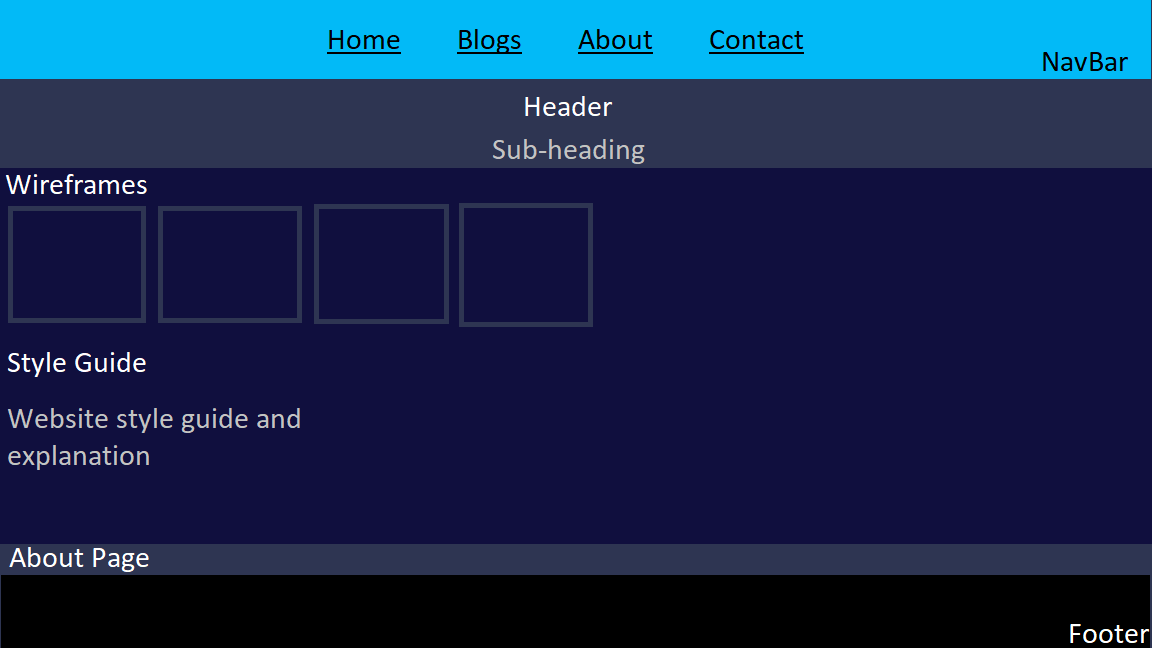 Home Blogs About Contact
NavBar
Header
Sub-heading
Wireframes
Style Guide
Website style guide and
explanation
About Page
Footer